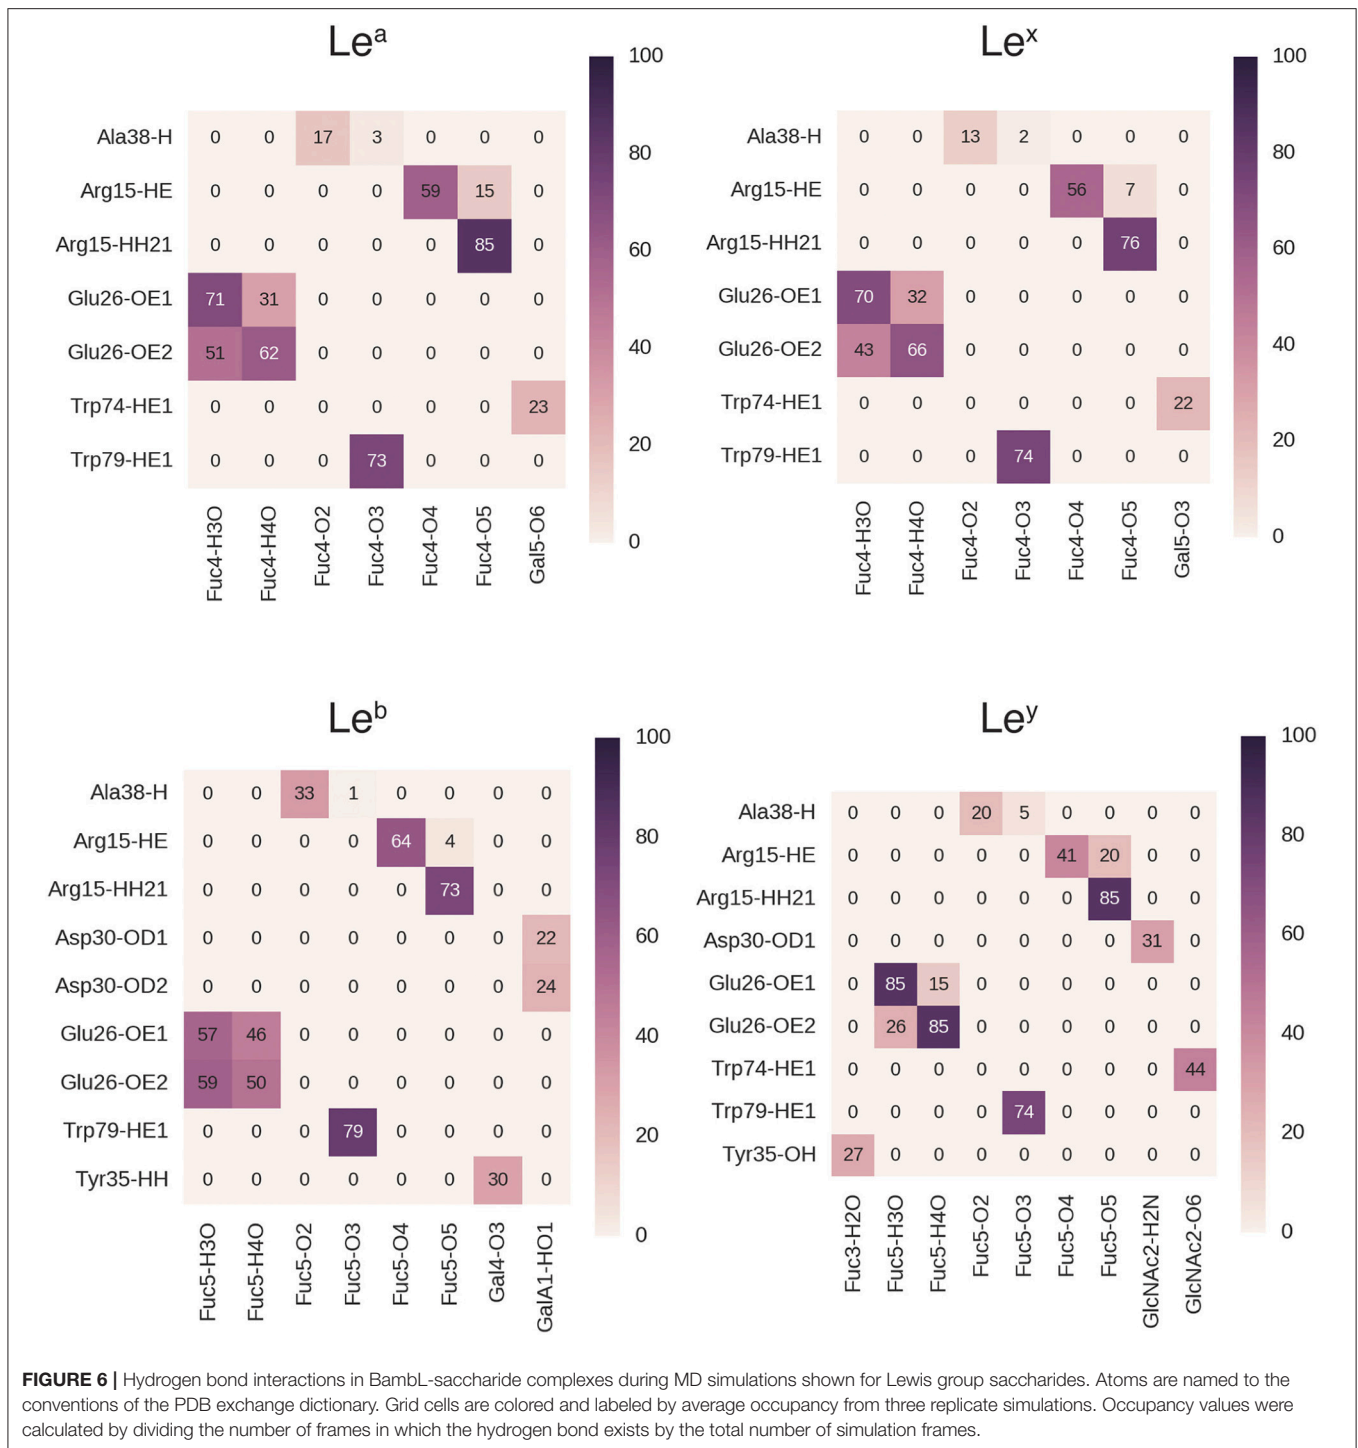 Leᵃ
100
80
60
40
20
0
Ala38-H 0 0 17 3 0 0 0
Arg15-HE 0 0 0 0 59 15 0
Arg15-HH21 0 0 0 0 0 85 0
Glu26-OE1 71 31 0 0 0 0 0
Glu26-OE2 51 62 0 0 0 0 0
Trp74-HE1 0 0 0 0 0 0 23
Trp79-HE1 0 0 0 73 0 0 0
Fuc4-H3O
Fuc4-H4O
Fuc4-O2
Fuc4-O3
Fuc4-O4
Fuc4-O5
Gal5-O6
Leˣ
100
80
60
40
20
0
Ala38-H 0 0 13 2 0 0 0
Arg15-HE 0 0 0 0 56 7 0
Arg15-HH21 0 0 0 0 0 76 0
Glu26-OE1 70 32 0 0 0 0 0
Glu26-OE2 43 66 0 0 0 0 0
Trp74-HE1 0 0 0 0 0 0 22
Trp79-HE1 0 0 0 74 0 0 0
Fuc4-H3O
Fuc4-H4O
Fuc4-O2
Fuc4-O3
Fuc4-O4
Fuc4-O5
Gal5-O3
Leᵇ
100
80
60
40
20
0
Ala38-H 0 0 33 1 0 0 0 0
Arg15-HE 0 0 0 0 64 4 0 0
Arg15-HH21 0 0 0 0 0 73 0 0
Asp30-OD1 0 0 0 0 0 0 0 22
Asp30-OD2 0 0 0 0 0 0 0 24
Glu26-OE1 57 46 0 0 0 0 0 0
Glu26-OE2 59 50 0 0 0 0 0 0
Trp79-HE1 0 0 0 79 0 0 0 0
Tyr35-HH 0 0 0 0 0 0 30 0
Fuc5-H3O
Fuc5-H4O
Fuc5-O2
Fuc5-O3
Fuc5-O4
Fuc5-O5
Gal4-O3
GalA1-HO1
Leʸ
100
80
60
40
20
0
Ala38-H 0 0 0 20 5 0 0 0 0
Arg15-HE 0 0 0 0 0 41 20 0 0
Arg15-HH21 0 0 0 0 0 0 85 0 0
Asp30-OD1 0 0 0 0 0 0 0 31 0
Glu26-OE1 0 85 15 0 0 0 0 0 0
Glu26-OE2 0 26 85 0 0 0 0 0 0
Trp74-HE1 0 0 0 0 0 0 0 0 44
Trp79-HE1 0 0 0 0 74 0 0 0 0
Tyr35-OH 27 0 0 0 0 0 0 0 0
Fuc3-H2O
Fuc5-H3O
Fuc5-H4O
Fuc5-O2
Fuc5-O3
Fuc5-O4
Fuc5-O5
GlcNAc2-H2N
GlcNAc2-O6
FIGURE 6 | Hydrogen bond interactions in BambL-saccharide complexes during MD simulations shown for Lewis group saccharides. Atoms are named to the
conventions of the PDB exchange dictionary. Grid cells are colored and labeled by average occupancy from three replicate simulations. Occupancy values were
calculated by dividing the number of frames in which the hydrogen bond exists by the total number of simulation frames.